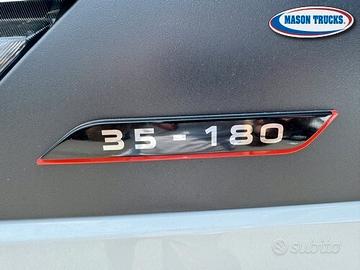 MASON TRUCKS.
35 - 180
subito